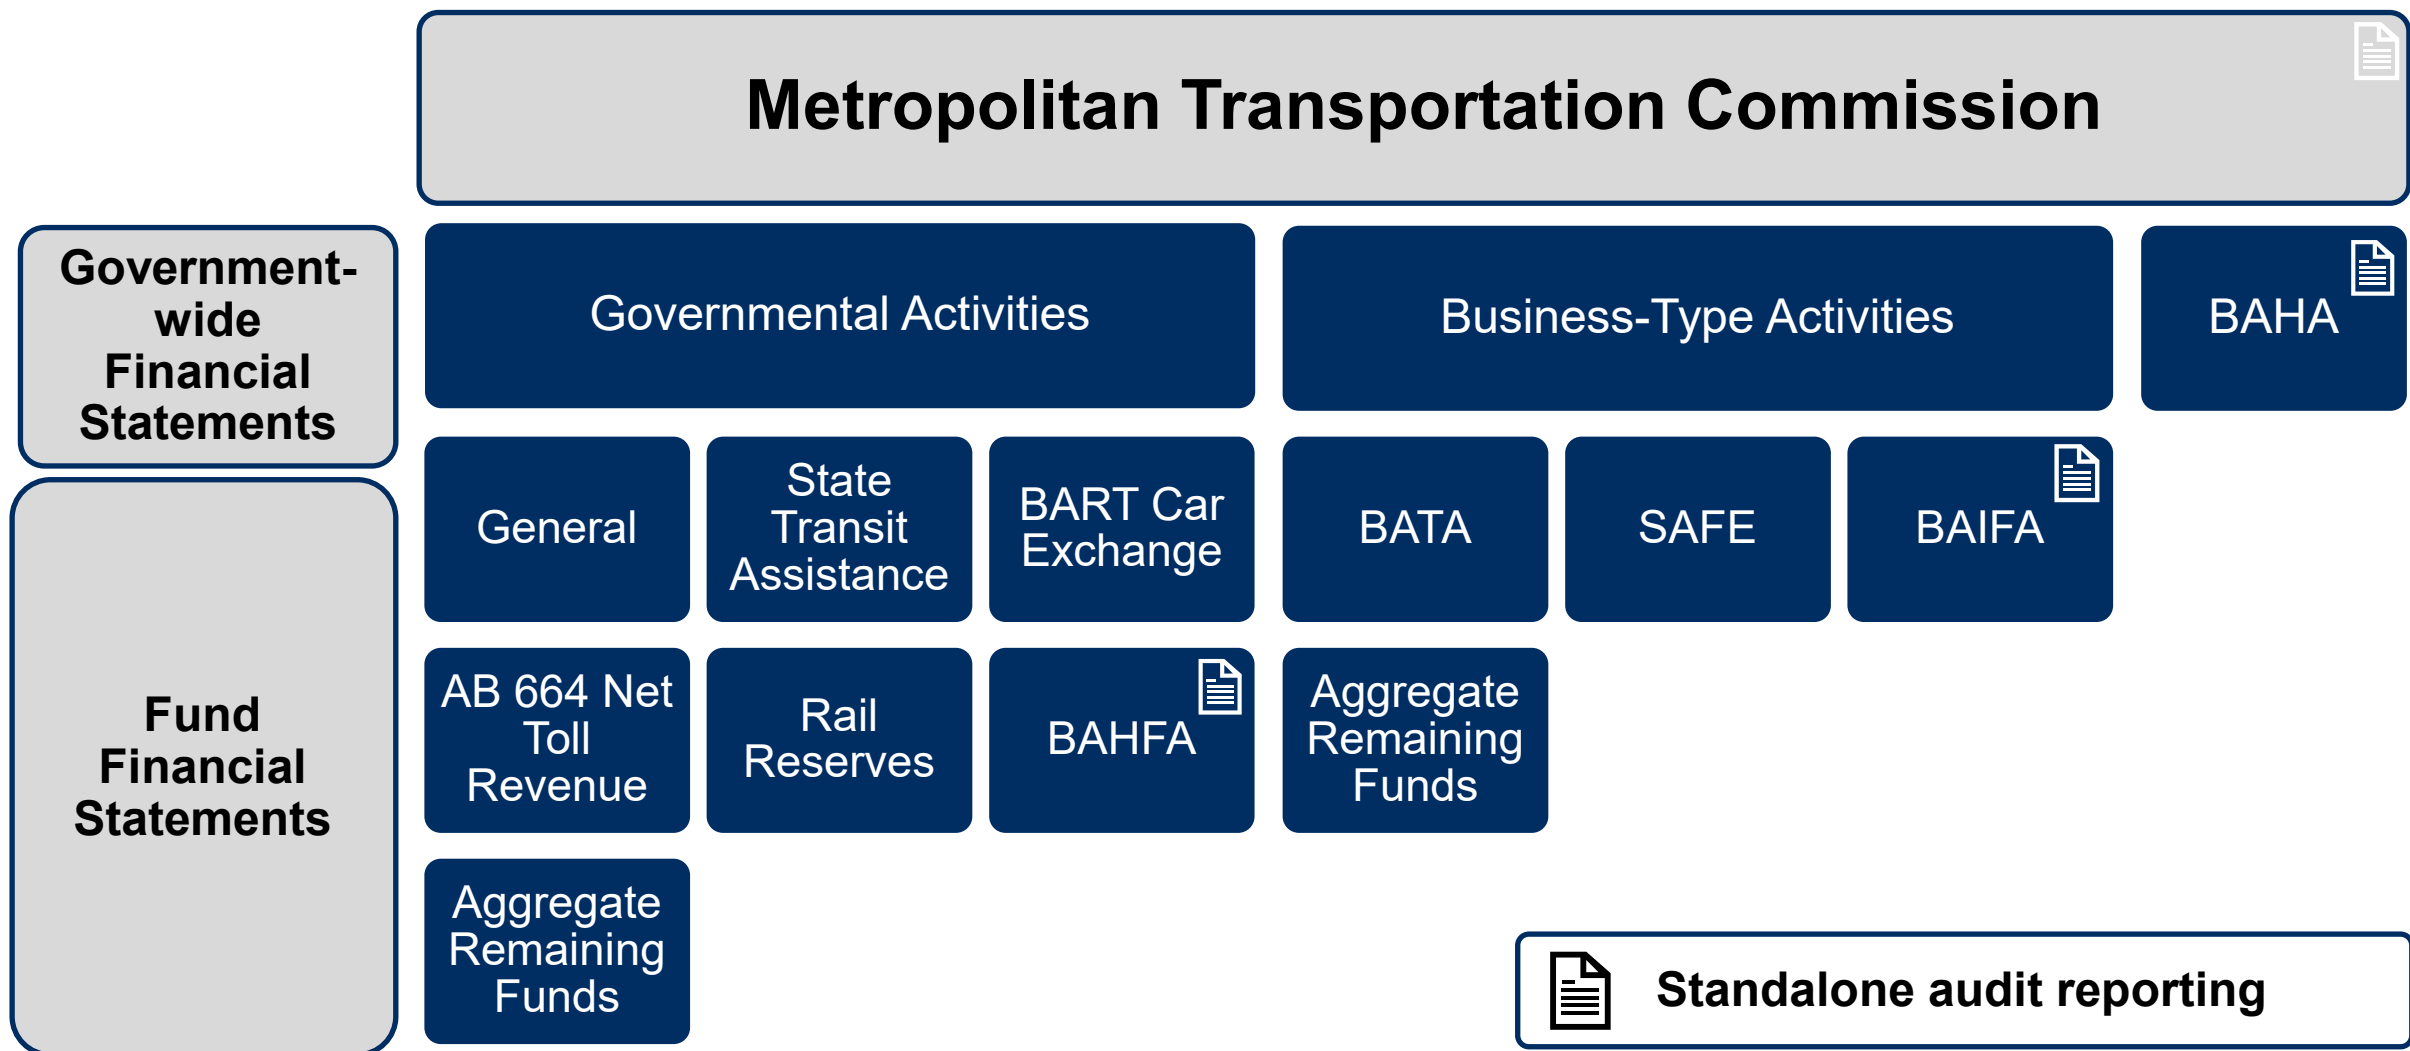 Metropolitan Transportation Commission
Government-
wide
Financial
Statements
Governmental Activities
Business-Type Activities
BAHA
Fund
Financial
Statements
General
State
Transit
Assistance
BART Car
Exchange
BATA
SAFE
BAIFA
AB 664 Net
Toll
Revenue
Rail
Reserves
BAHFA
Aggregate
Remaining
Funds
Aggregate
Remaining
Funds
Standalone audit reporting